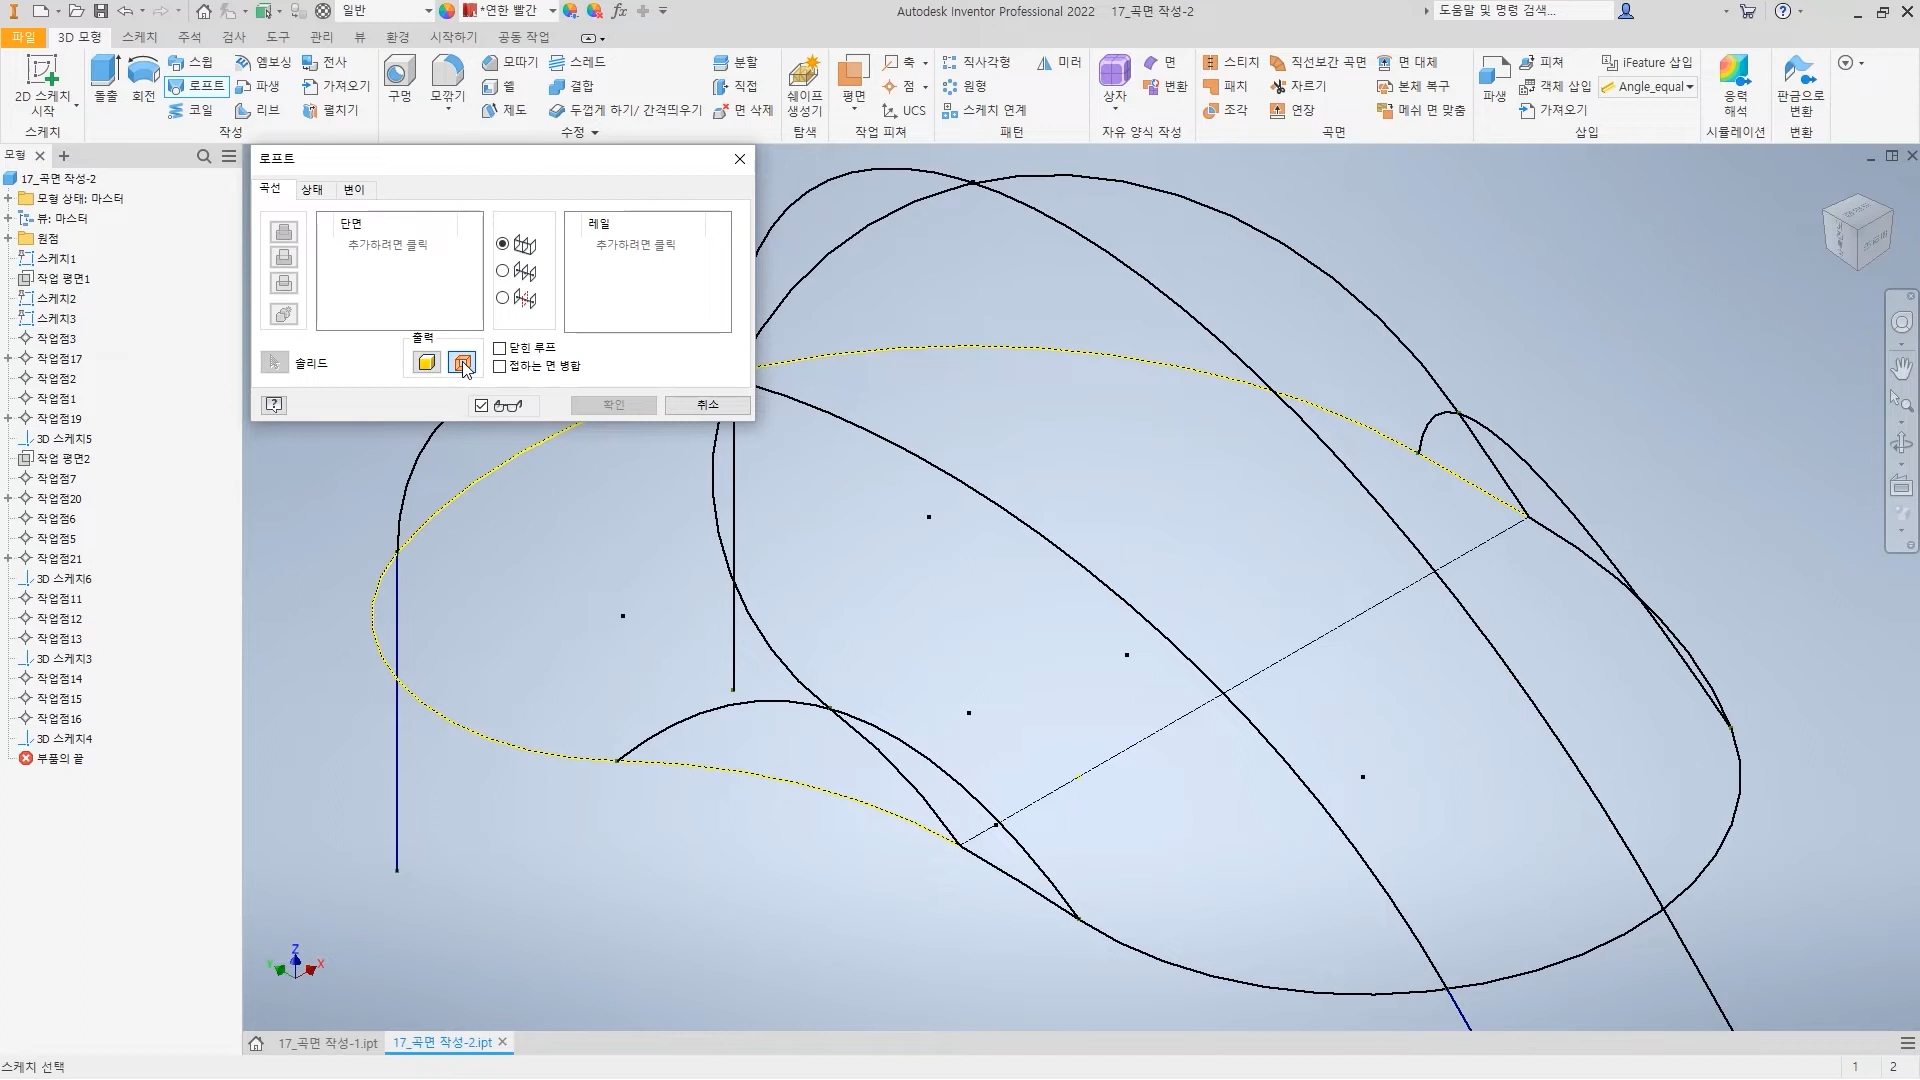 일반
*연한 빨간
fx
Autodesk Inventor Professional 2022 17_곡면 작성-2
도움말 및 명령 검색...
파일 3D 모형 스케치 주석 검사 도구 관리 뷰 환경 시작하기 공동 작업
2D 스케치 시작
스케치
돌출 회전
스윕 엠보싱 전사
로프트 파생 가져오기
코일 리브 펼치기
작성
구멍 모깎기
모따기 스레드 분할
쉘 결합 직접
제도 두껍게 하기/ 간격띄우기 면 삭제
수정
쉐이프 생성기
탐색
평면
축
점
UCS
작업 피쳐
직사각형 미러
원형
스케치 연계
패턴
상자
면
변환
자유 양식 작성
스티치 직선보간 곡면 면 대체
패치 자르기 본체 복구
조각 연장 메쉬 면 맞춤
곡면
파생
피쳐 iFeature 삽입
객체 삽입 Angle_equal
가져오기
삽입
응력 해석
시뮬레이션
판금으로 변환
변환
모형
17_곡면 작성-2
모형 상태: 마스터
뷰: 마스터
원점
스케치1
작업 평면1
스케치2
스케치3
작업점3
작업점17
작업점2
작업점1
작업점19
3D 스케치5
작업 평면2
작업점7
작업점20
작업점6
작업점5
작업점21
3D 스케치6
작업점11
작업점12
작업점13
3D 스케치3
작업점14
작업점15
작업점16
3D 스케치4
부품의 끝
로프트
곡선 상태 변이
단면
추가하려면 클릭
레일
추가하려면 클릭
출력
솔리드
닫힌 루프
접하는 면 병합
확인
취소
Z
Y
X
17_곡면 작성-1.ipt
17_곡면 작성-2.ipt
스케치 선택
1 2